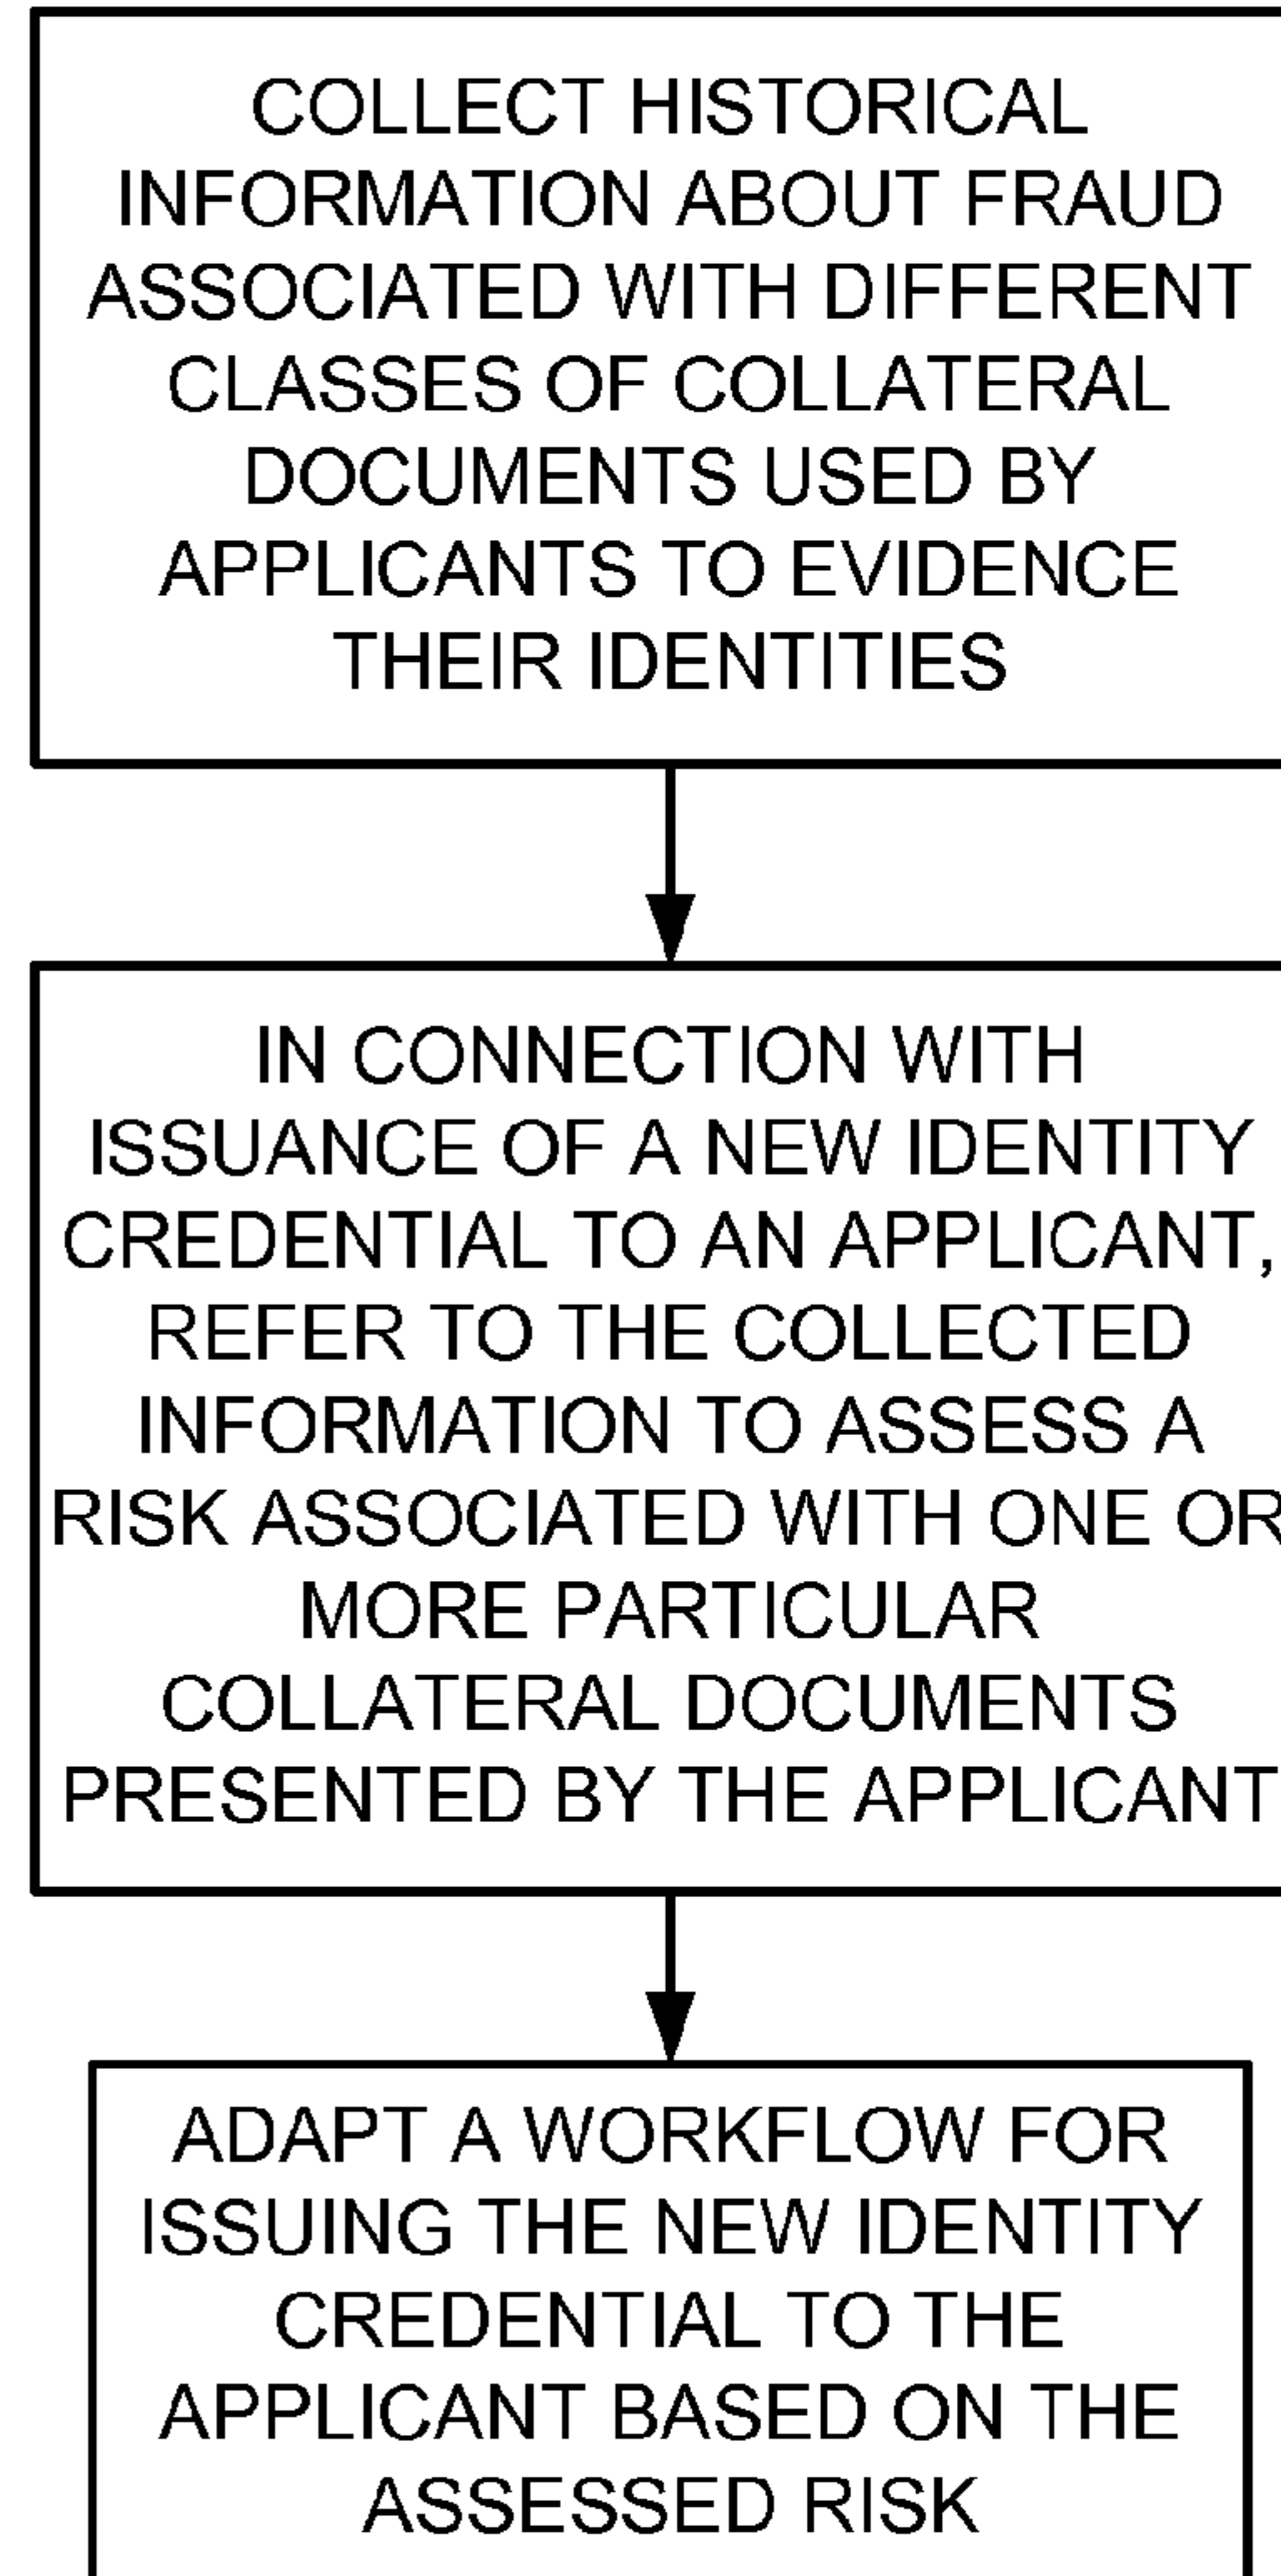 COLLECT HISTORICAL
INFORMATION ABOUT FRAUD
ASSOCIATED WITH DIFFERENT
CLASSES OF COLLATERAL
DOCUMENTS USED BY
APPLICANTS TO EVIDENCE
THEIR IDENTITIES
IN CONNECTION WITH
ISSUANCE OF A NEW IDENTITY
CREDENTIAL TO AN APPLICANT,
REFER TO THE COLLECTED
INFORMATION TO ASSESS A
RISK ASSOCIATED WITH ONE OR
MORE PARTICULAR
COLLATERAL DOCUMENTS
PRESENTED BY THE APPLICANT
ADAPT A WORKFLOW FOR
ISSUING THE NEW IDENTITY
CREDENTIAL TO THE
APPLICANT BASED ON THE
ASSESSED RISK